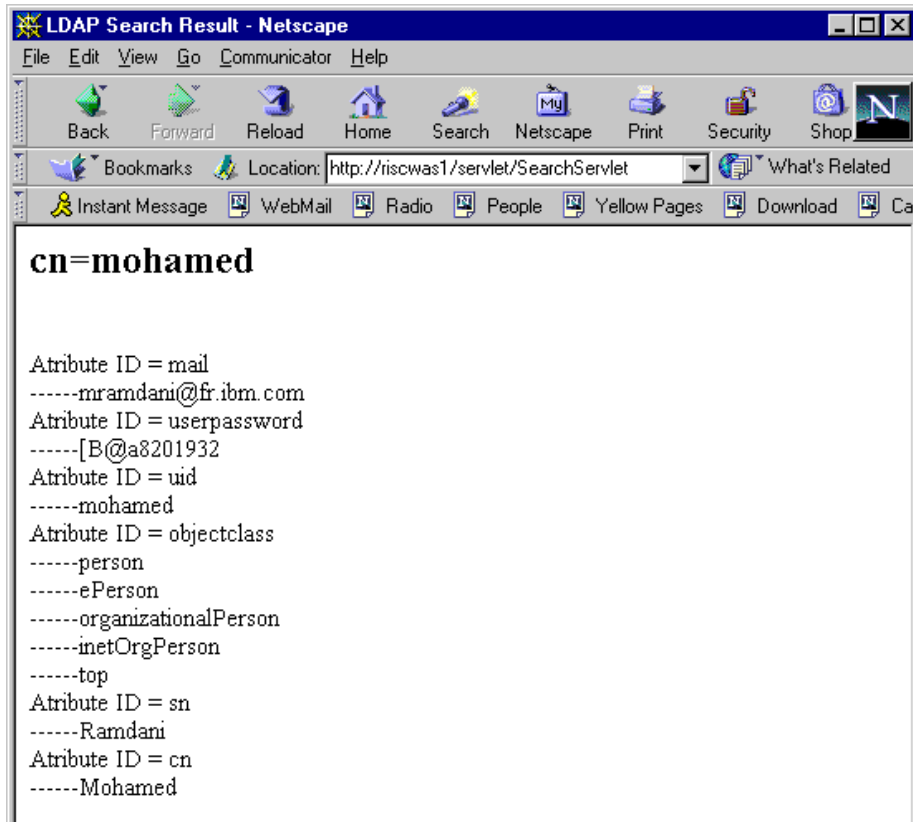 LDAP Search Result - Netscape
File Edit View Go Communicator Help
Back Forward Reload Home Search My Netscape Print Security Shop N
Bookmarks Location: http://riscwas1/servlet/SearchServlet What's Related
Instant Message WebMail Radio People Yellow Pages Download Ca
cn=mohamed
Atribute ID = mail
------mramdani@fr.ibm.com
Atribute ID = userpassword
------[B@a8201932
Atribute ID = uid
------mohamed
Atribute ID = objectclass
------person
------ePerson
------organizationalPerson
------inetOrgPerson
------top
Atribute ID = sn
------Ramdani
Atribute ID = cn
------Mohamed